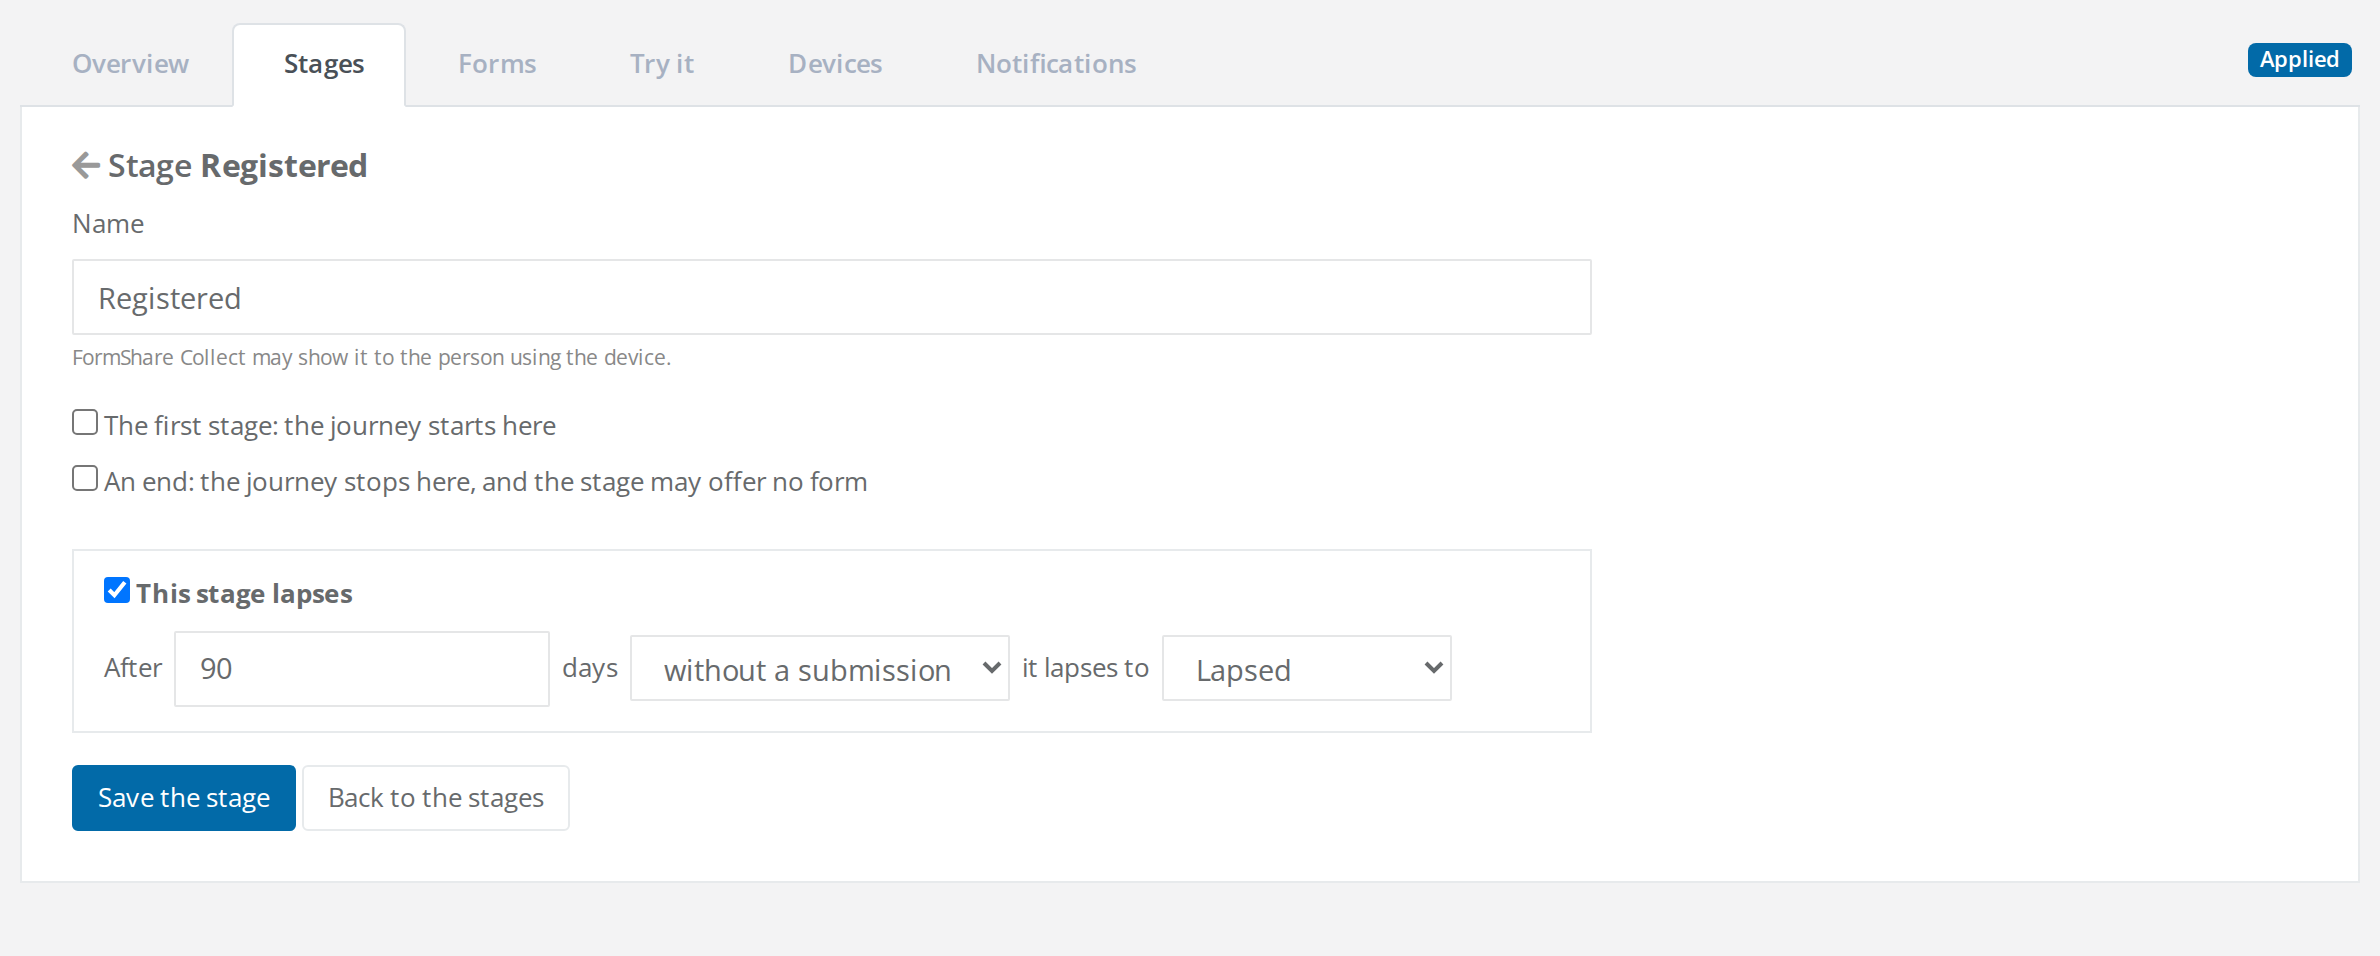 Overview
Stages
Forms
Try it
Devices
Notifications
Applied
Stage Registered
Name
Registered
FormShare Collect may show it to the person using the device.
The first stage: the journey starts here
An end: the journey stops here, and the stage may offer no form
This stage lapses
After 90 days without a submission it lapses to Lapsed
Save the stage
Back to the stages